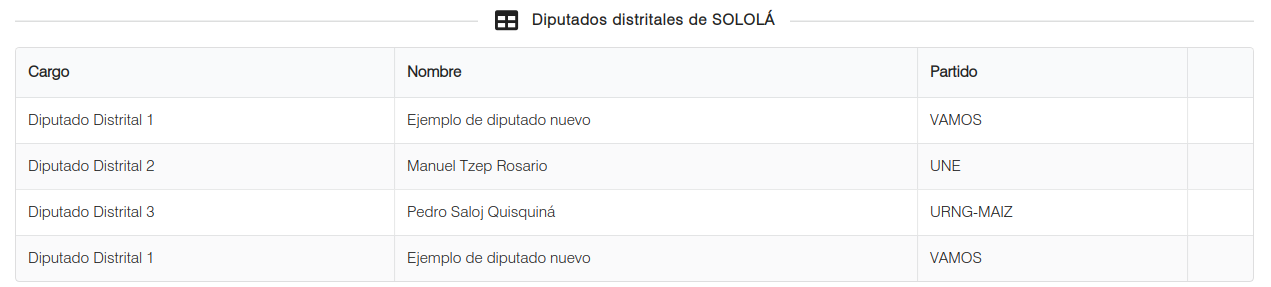 Diputados distritales de SOLOLÁ
Cargo Nombre Partido
Diputado Distrital 1 Ejemplo de diputado nuevo VAMOS
Diputado Distrital 2 Manuel Tzep Rosario UNE
Diputado Distrital 3 Pedro Saloj Quisquiná URNG-MAIZ
Diputado Distrital 1 Ejemplo de diputado nuevo VAMOS